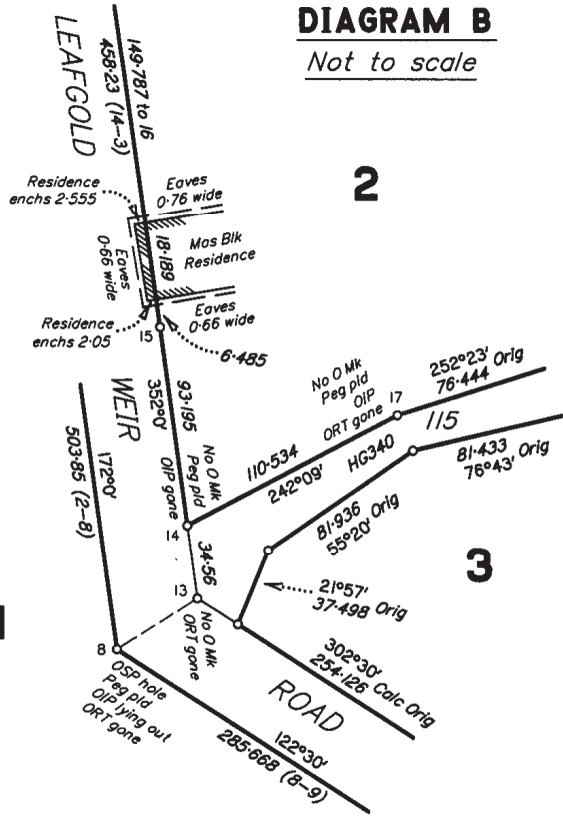 DIAGRAM B
Not to scale
LEAFGOLD
149·787 to 16
458·23 (14-3)
2
Residence
enchs 2·555
Eaves
0·76 wide
Eaves
0·66 wide
18·189
Mas Blk
Residence
Residence
enchs 2·05
Eaves
0·66 wide
15
6·485
WEIR
93·195
352°0'
No O Mk
Peg pld
OIP gone
No O Mk
Peg pld
OIP
ORT gone
17
252°23' Orig
76·444
115
110·534
242°09'
HG340
81·433
76°43' Orig
503·85 (2-8)
172°0'
81·936
55°20' Orig
14
34·56
3
21°57'
37·498 Orig
13
No O Mk
ORT gone
302°30'
254·126 Calc Orig
8
OSP hole
Peg pld
OIP lying out
ORT gone
ROAD
122°30'
285·668 (8-9)